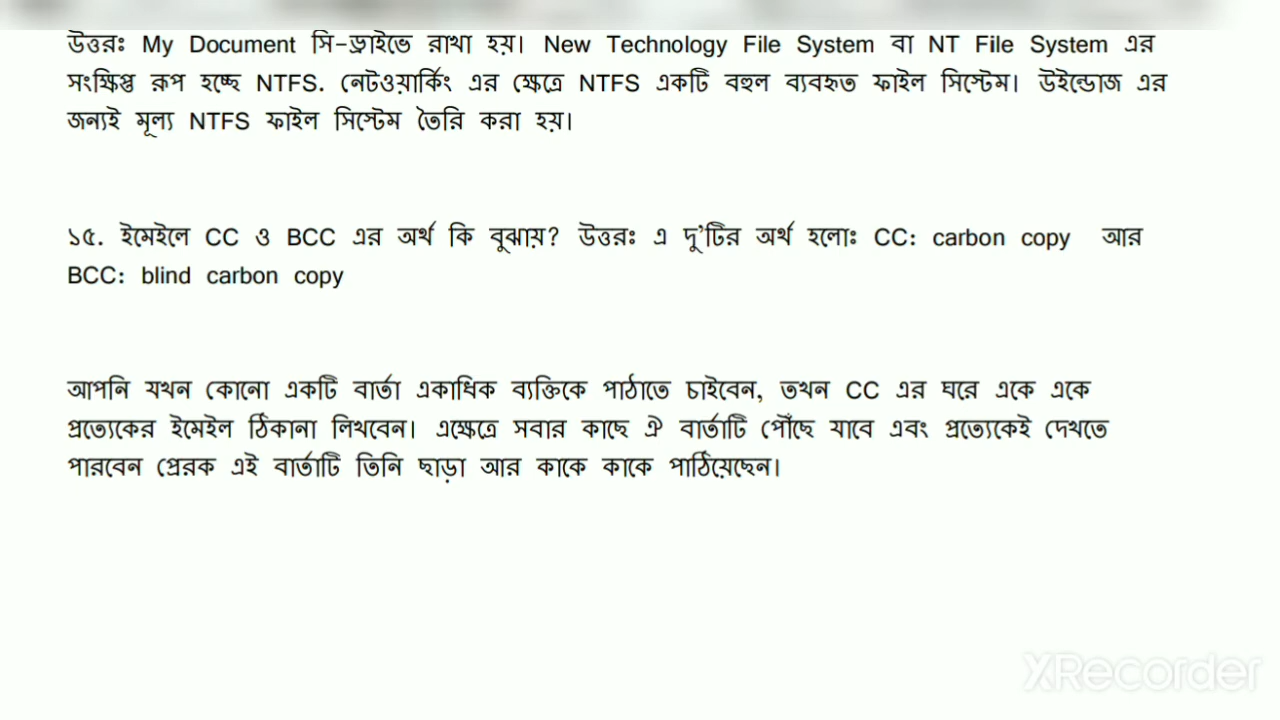 উত্তরঃ My Document সি-ড্রাইভে রাখা হয়। New Technology File System বা NT File System এর
সংক্ষিপ্ত রূপ হচ্ছে NTFS. নেটওয়ার্কিং এর ক্ষেত্রে NTFS একটি বহুল ব্যবহৃত ফাইল সিস্টেম। উইন্ডোজ এর
জন্যই মূল্য NTFS ফাইল সিস্টেম তৈরি করা হয়।
১৫. ইমেইলে CC ও BCC এর অর্থ কি বুঝায়? উত্তরঃ এ দু’টির অর্থ হলোঃ CC: carbon copy আর
BCC: blind carbon copy
আপনি যখন কোনো একটি বার্তা একাধিক ব্যক্তিকে পাঠাতে চাইবেন, তখন CC এর ঘরে একে একে
প্রত্যেকের ইমেইল ঠিকানা লিখবেন। এক্ষেত্রে সবার কাছে ঐ বার্তাটি পৌঁছে যাবে এবং প্রত্যেকেই দেখতে
পারবেন প্রেরক এই বার্তাটি তিনি ছাড়া আর কাকে কাকে পাঠিয়েছেন।
XRecorder